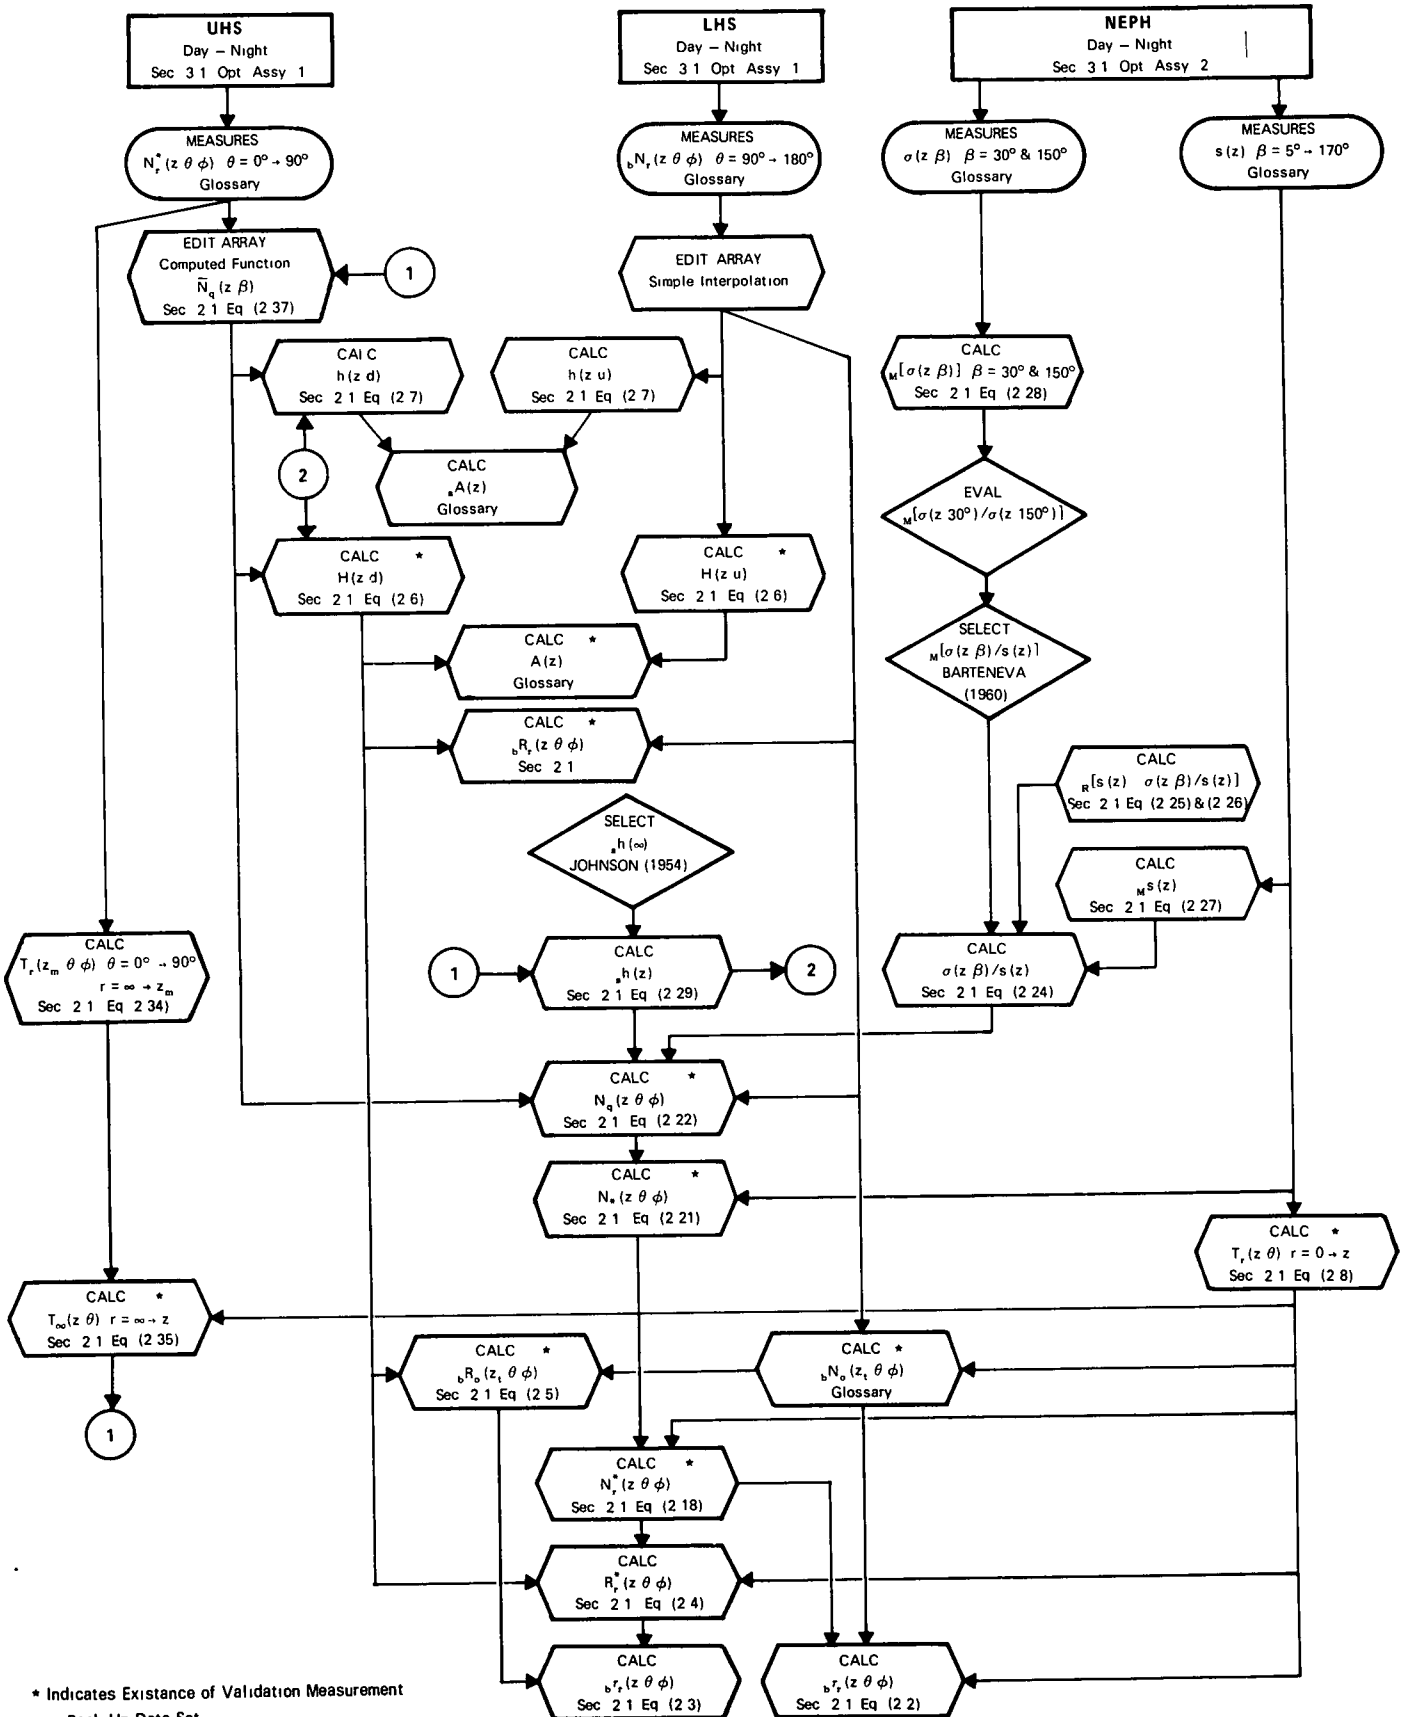 UHS
Day – Night
Sec 3 1 Opt Assy 1
LHS
Day – Night
Sec 3 1 Opt Assy 1
NEPH
Day – Night
Sec 3 1 Opt Assy 2
MEASURES
N*r (z θ φ) θ = 0° → 90°
Glossary
MEASURES
bNr (z θ φ) θ = 90° → 180°
Glossary
MEASURES
σ(z β) β = 30° & 150°
Glossary
MEASURES
s(z) β = 5° → 170°
Glossary
EDIT ARRAY
Computed Function
Ñq (z β)
Sec 2 1 Eq (2 37)
1
EDIT ARRAY
Simple Interpolation
CAI C
h(z d)
Sec 2 1 Eq (2 7)
CALC
h(z u)
Sec 2 1 Eq (2 7)
CALC
M[σ(z β)] β = 30° & 150°
Sec 2 1 Eq (2 28)
2
CALC
sA(z)
Glossary
EVAL
M[σ(z 30°)/σ(z 150°)]
CALC *
H(z d)
Sec 2 1 Eq (2 6)
CALC *
H(z u)
Sec 2 1 Eq (2 6)
CALC *
A(z)
Glossary
SELECT
M[σ(z β)/s(z)]
BARTENEVA
(1960)
CALC *
bRr (z θ φ)
Sec 2 1
CALC
R[s(z) σ(z β)/s(z)]
Sec 2 1 Eq (2 25)&(2 26)
SELECT
sh(∞)
JOHNSON (1954)
CALC
Ms(z)
Sec 2 1 Eq (2 27)
CALC
Tr(zm θ φ) θ = 0° → 90°
r = ∞ → zm
Sec 2 1 Eq 2 34)
1
CALC
sh(z)
Sec 2 1 Eq (2 29)
2
CALC
σ(z β)/s(z)
Sec 2 1 Eq (2 24)
CALC *
Nq (z θ φ)
Sec 2 1 Eq (2 22)
CALC *
N* (z θ φ)
Sec 2 1 Eq (2 21)
CALC *
Tr (z θ) r = 0 → z
Sec 2 1 Eq (2 8)
CALC *
T∞(z θ) r = ∞ → z
Sec 2 1 Eq (2 35)
CALC *
bRo (zt θ φ)
Sec 2 1 Eq (2 5)
CALC *
bNo (zt θ φ)
Glossary
1
CALC *
N*r (z θ φ)
Sec 2 1 Eq (2 18)
CALC
R*r (z θ φ)
Sec 2 1 Eq (2 4)
CALC
brr (z θ φ)
Sec 2 1 Eq (2 3)
CALC
brr (z θ φ)
Sec 2 1 Eq (2 2)
* Indicates Existance of Validation Measurement